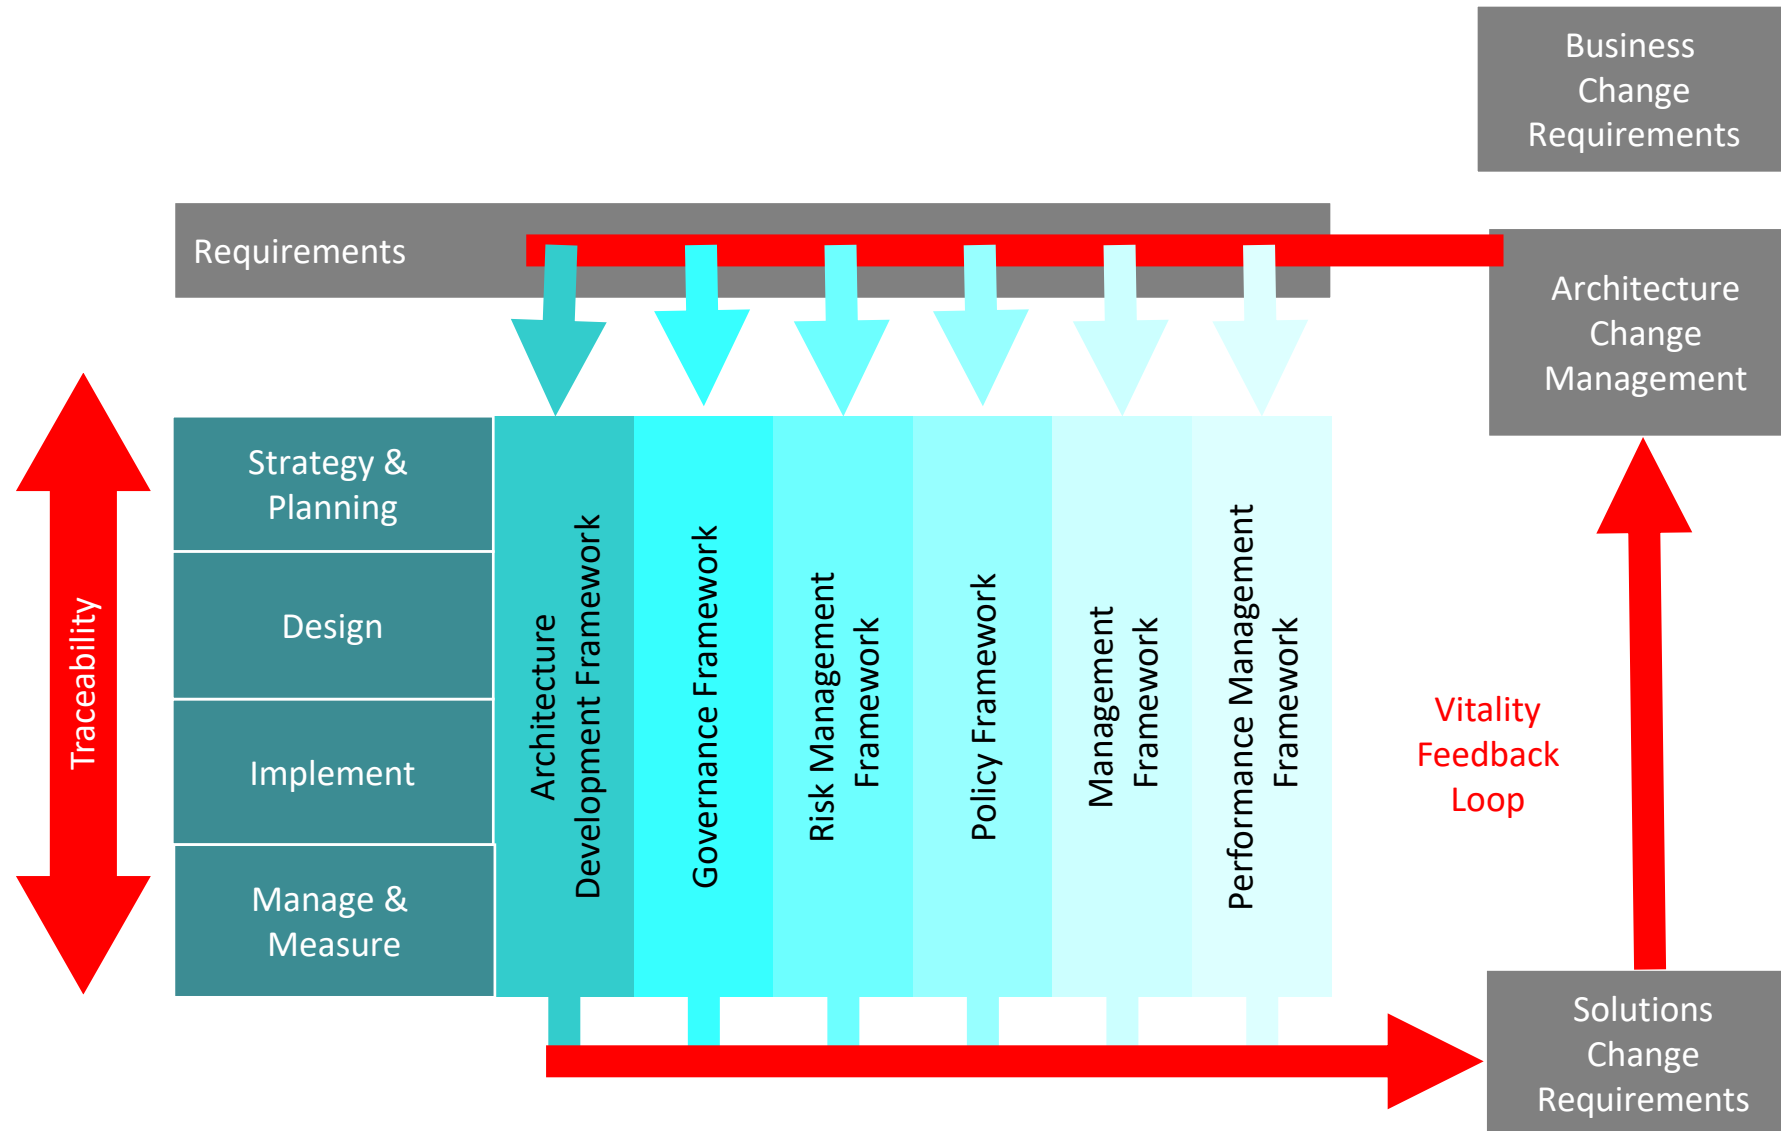 Business
Change
Requirements
Requirements
Architecture
Change
Management
Strategy &
Planning
Design
Implement
Manage &
Measure
Traceability
Architecture
Development Framework
Governance Framework
Risk Management
Framework
Policy Framework
Management
Framework
Performance Management
Framework
Vitality
Feedback
Loop
Solutions
Change
Requirements